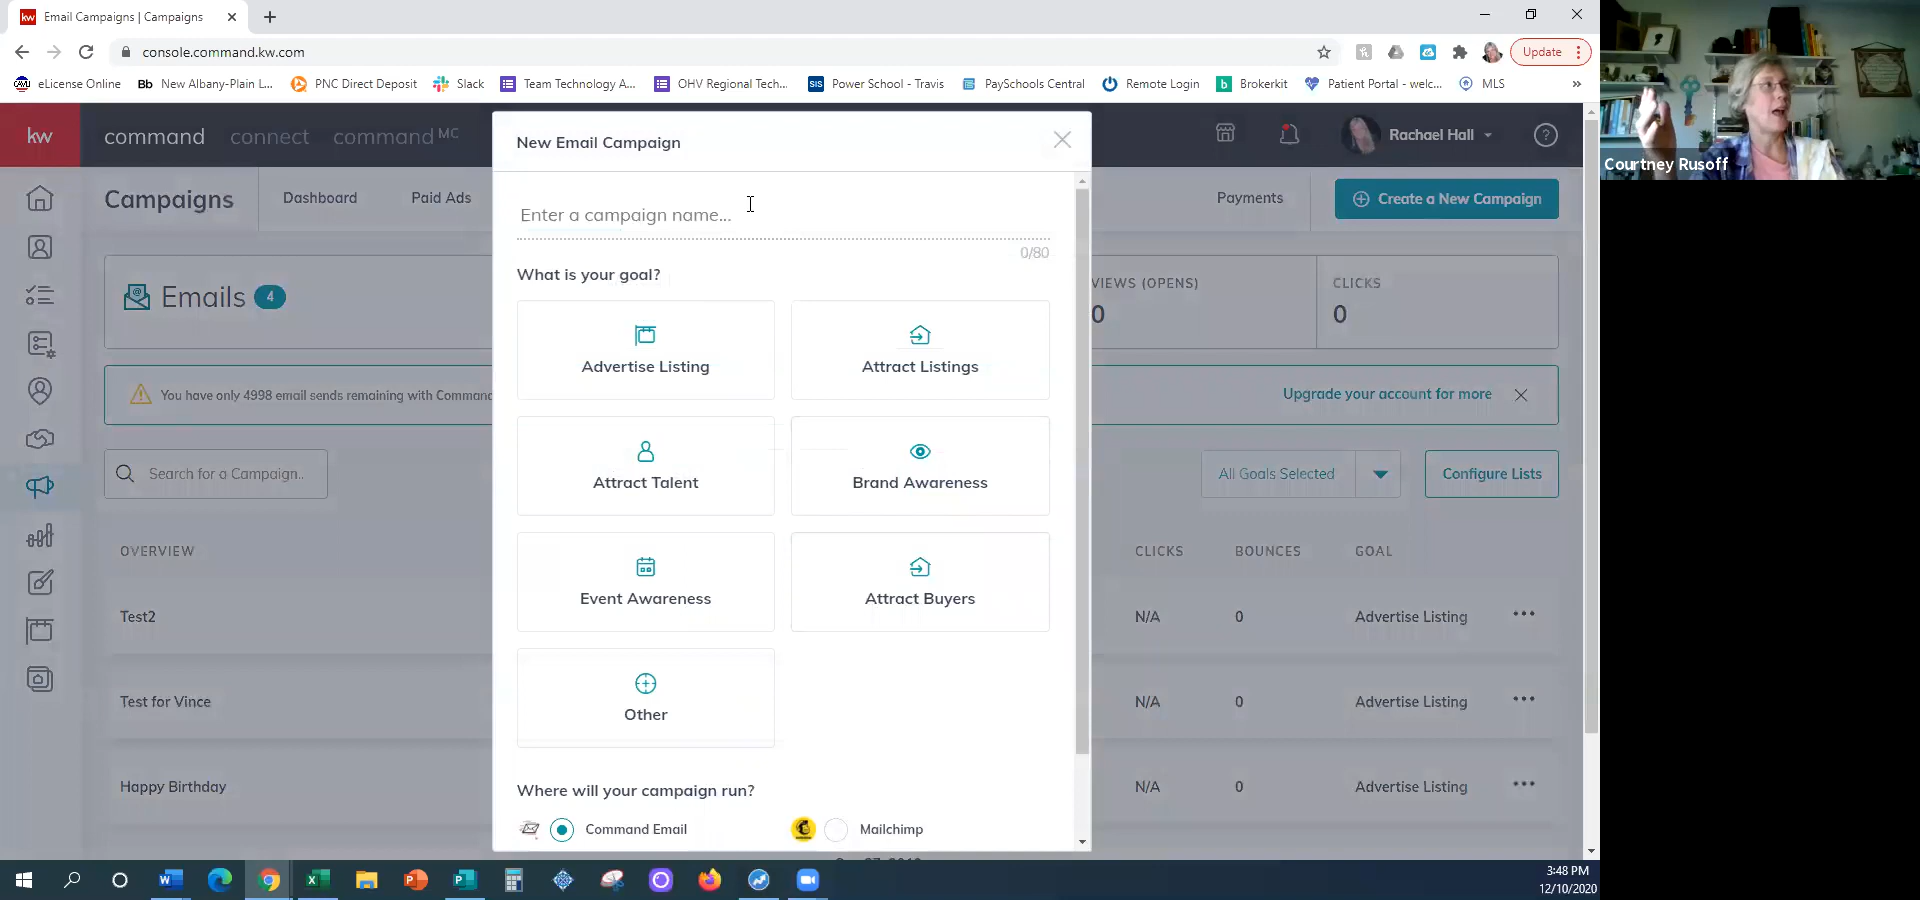 kw Email Campaigns | Campaigns
console.command.kw.com
Update
eLicense Online
Bb New Albany-Plain L...
PNC Direct Deposit
Slack
Team Technology A...
OHV Regional Tech...
SIS Power School - Travis
PaySchools Central
Remote Login
b Brokerkit
Patient Portal - welc...
MLS
»
kw command connect command MC
Rachael Hall
?
Campaigns
Dashboard
Paid Ads
Payments
Create a New Campaign
New Email Campaign
Enter a campaign name...
0/80
What is your goal?
Advertise Listing
Attract Listings
Attract Talent
Brand Awareness
Event Awareness
Attract Buyers
Other
Where will your campaign run?
Command Email
Mailchimp
Emails 4
VIEWS (OPENS)
0
CLICKS
0
You have only 4998 email sends remaining with Command
Upgrade your account for more
Search for a Campaign..
All Goals Selected
Configure Lists
OVERVIEW CLICKS BOUNCES GOAL
Test2 N/A 0 Advertise Listing
Test for Vince N/A 0 Advertise Listing
Happy Birthday N/A 0 Advertise Listing
Courtney Rusoff
3:48 PM
12/10/2020